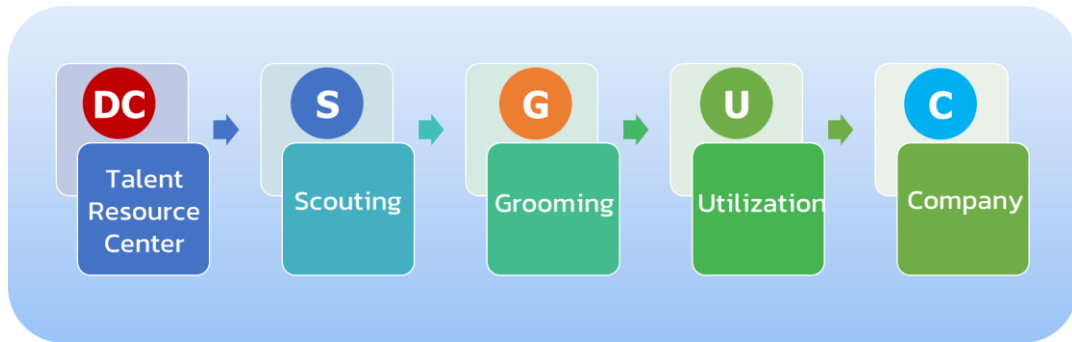 DC
Talent
Resource
Center
S
Scouting
G
Grooming
U
Utilization
C
Company